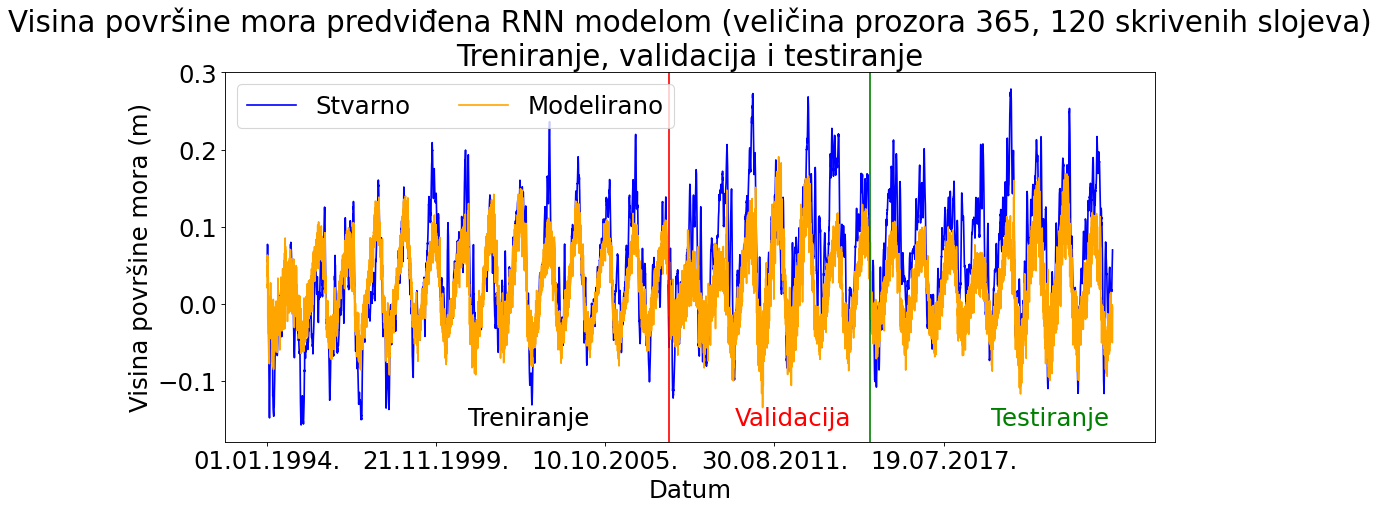 Visina površine mora predviđena RNN modelom (veličina prozora 365, 120 skrivenih slojeva)
Treniranje, validacija i testiranje
Stvarno
Modelirano
Visina površine mora (m)
0.3
0.2
0.1
0.0
−0.1
Treniranje
Validacija
Testiranje
01.01.1994.
21.11.1999.
10.10.2005.
30.08.2011.
19.07.2017.
Datum